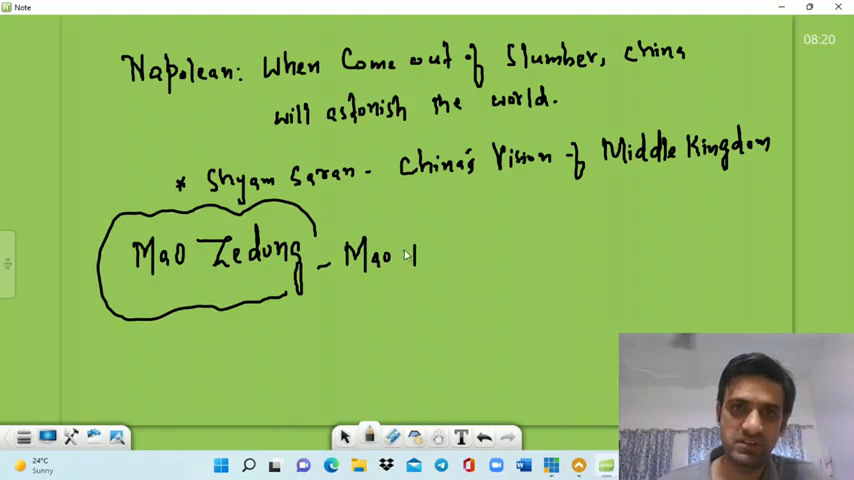 Note
08:20
Napolean: When Come out of Slumber, China
will astonish the world.
* Shyam Saran - China's Vision of Middle Kingdom
Mao Zedong - Mao
24°C
Sunny